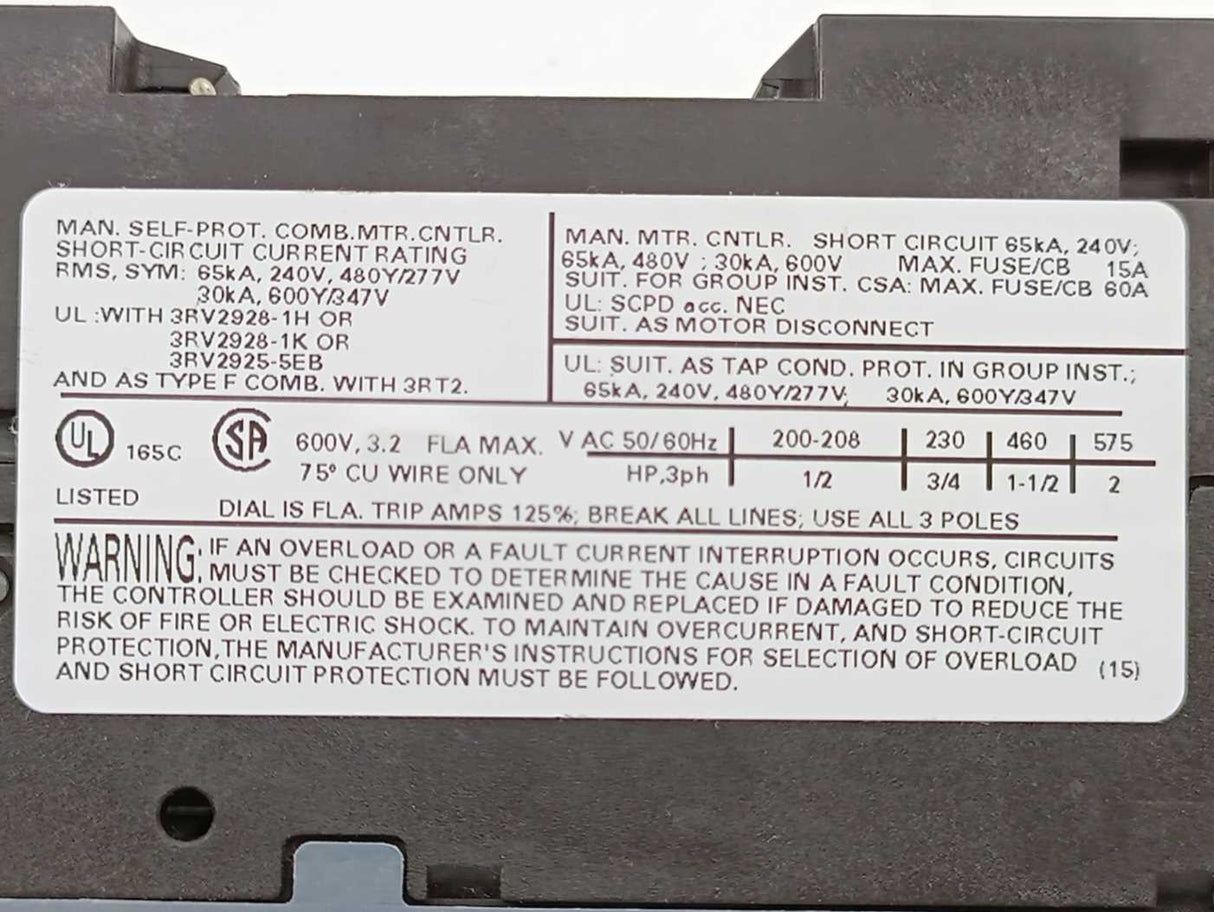 MAN. SELF-PROT. COMB.MTR.CNTLR.
SHORT-CIRCUIT CURRENT RATING
RMS, SYM: 65kA, 240V, 480Y/277V
30kA, 600Y/347V
UL :WITH 3RV2928-1H OR
3RV2928-1K OR
3RV2925-5EB
AND AS TYPE F COMB. WITH 3RT2.
MAN. MTR. CNTLR. SHORT CIRCUIT 65kA, 240V;
65kA, 480V ; 30kA, 600V MAX. FUSE/CB 15A
SUIT. FOR GROUP INST. CSA: MAX. FUSE/CB 60A
UL: SCPD acc. NEC
SUIT. AS MOTOR DISCONNECT
UL: SUIT. AS TAP COND. PROT. IN GROUP INST.;
65kA, 240V, 480Y/277V; 30kA, 600Y/347V
UL 165C
LISTED
SA
600V, 3.2 FLA MAX.
75° CU WIRE ONLY
V AC 50/60Hz 200-208 230 460 575
HP,3ph 1/2 3/4 1-1/2 2
DIAL IS FLA. TRIP AMPS 125%; BREAK ALL LINES; USE ALL 3 POLES
WARNING: IF AN OVERLOAD OR A FAULT CURRENT INTERRUPTION OCCURS, CIRCUITS
MUST BE CHECKED TO DETERMINE THE CAUSE IN A FAULT CONDITION,
THE CONTROLLER SHOULD BE EXAMINED AND REPLACED IF DAMAGED TO REDUCE THE
RISK OF FIRE OR ELECTRIC SHOCK. TO MAINTAIN OVERCURRENT, AND SHORT-CIRCUIT
PROTECTION,THE MANUFACTURER'S INSTRUCTIONS FOR SELECTION OF OVERLOAD (15)
AND SHORT CIRCUIT PROTECTION MUST BE FOLLOWED.